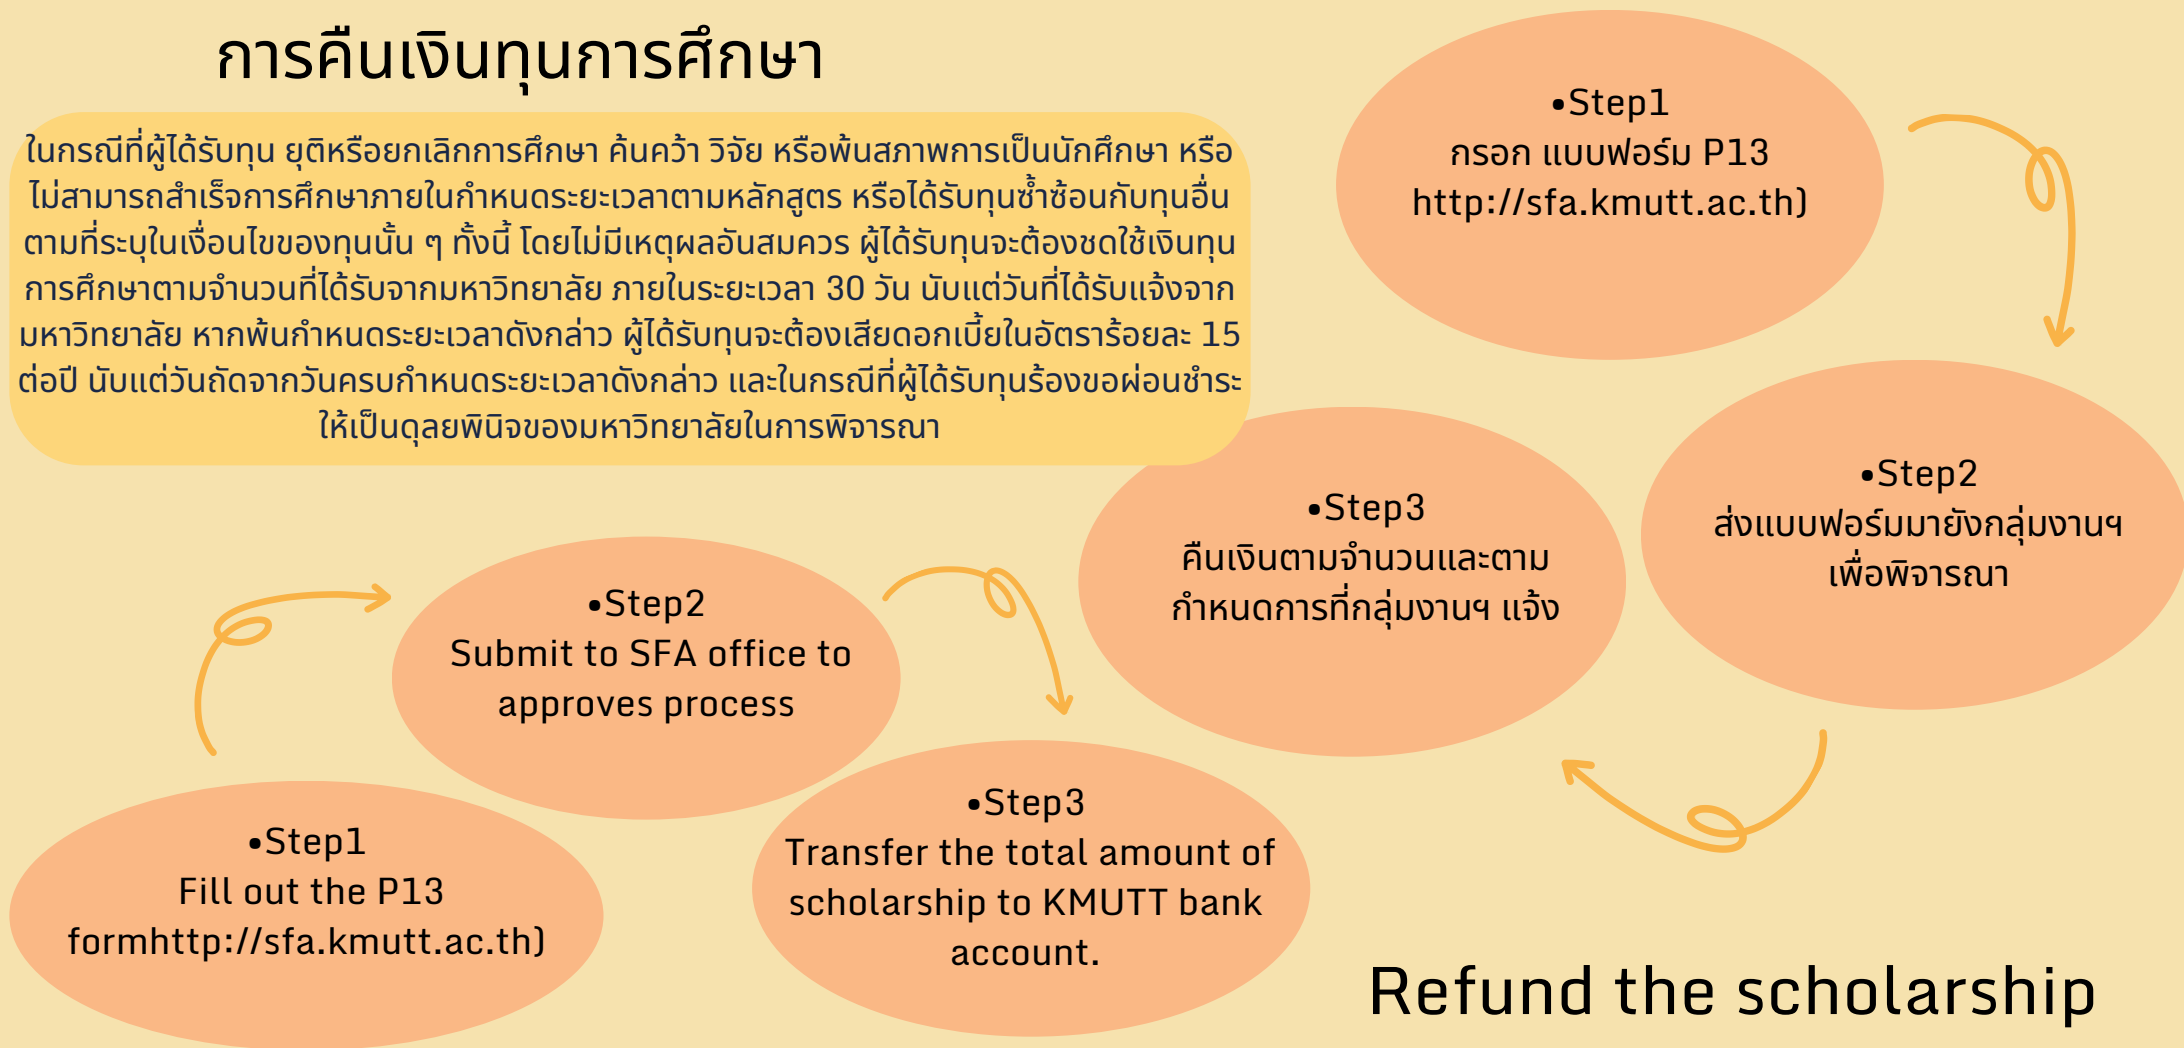 การคืนเงินทุนการศึกษา
ในกรณีที่ผู้ได้รับทุน ยุติหรือยกเลิกการศึกษา ค้นคว้า วิจัย หรือพ้นสภาพการเป็นนักศึกษา หรือ
ไม่สามารถสำเร็จการศึกษาภายในกำหนดระยะเวลาตามหลักสูตร หรือได้รับทุนซ้ำซ้อนกับทุนอื่น
ตามที่ระบุในเงื่อนไขของทุนนั้น ๆ ทั้งนี้ โดยไม่มีเหตุผลอันสมควร ผู้ได้รับทุนจะต้องชดใช้เงินทุน
การศึกษาตามจำนวนที่ได้รับจากมหาวิทยาลัย ภายในระยะเวลา 30 วัน นับแต่วันที่ได้รับแจ้งจาก
มหาวิทยาลัย หากพ้นกำหนดระยะเวลาดังกล่าว ผู้ได้รับทุนจะต้องเสียดอกเบี้ยในอัตราร้อยละ 15
ต่อปี นับแต่วันถัดจากวันครบกำหนดระยะเวลาดังกล่าว และในกรณีที่ผู้ได้รับทุนร้องขอผ่อนชำระ
ให้เป็นดุลยพินิจของมหาวิทยาลัยในการพิจารณา
•Step1
กรอก แบบฟอร์ม P13
http://sfa.kmutt.ac.th)
•Step2
ส่งแบบฟอร์มมายังกลุ่มงานฯ
เพื่อพิจารณา
•Step3
คืนเงินตามจำนวนและตาม
กำหนดการที่กลุ่มงานฯ แจ้ง
•Step1
Fill out the P13
formhttp://sfa.kmutt.ac.th)
•Step2
Submit to SFA office to
approves process
•Step3
Transfer the total amount of
scholarship to KMUTT bank
account.
Refund the scholarship